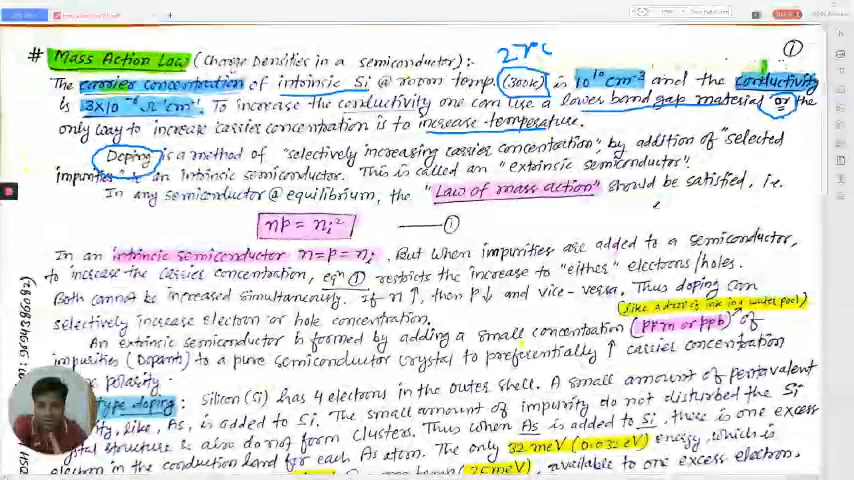 ①
# Mass Action Law (Charge Densities in a semiconductor):-
27°C
The carrier concentration of intrinsic Si @ room temp. (300K) is 10¹⁰ cm⁻³ and the conductivity
is 3x10⁻⁶ Ω⁻¹cm⁻¹. To increase the conductivity one can use a lower band gap material or the
only way to increase carrier concentration is to increase temperature.
Doping is a method of "selectively increasing carrier concentration" by addition of "selected
impurities" an intrinsic semiconductor. This is called an "extrinsic semiconductor".
In any semiconductor @ equilibrium, the "Law of mass action" should be satisfied, i.e.
np = nᵢ² —— ①
In an intrinsic semiconductor n=p=nᵢ. But when impurities are added to a semiconductor,
to increase the carrier concentration, eqⁿ ① restricts the increase to "either" electrons/holes.
Both cannot be increased simultaneously. If n↑, then p↓ and vice-versa. Thus doping can
(like a drop of ink in a water pool)
selectively increase electron or hole concentration.
An extrinsic semiconductor is formed by adding a small concentration (ppm or ppb) of
impurities (Dopants) to a pure semiconductor crystal to preferentially ↑ carrier concentration
polarity.
type doping: Silicon (Si) has 4 electrons in the outer shell. A small amount of pentavalent
like, As, is added to Si. The small amount of impurity do not disturbed the Si
structure is also do not form clusters. Thus when As is added to Si, there is one excess
electron in the conduction band for each As atom. The only 32 meV (0.032eV) energy, which is
(25meV), available to one excess electron.